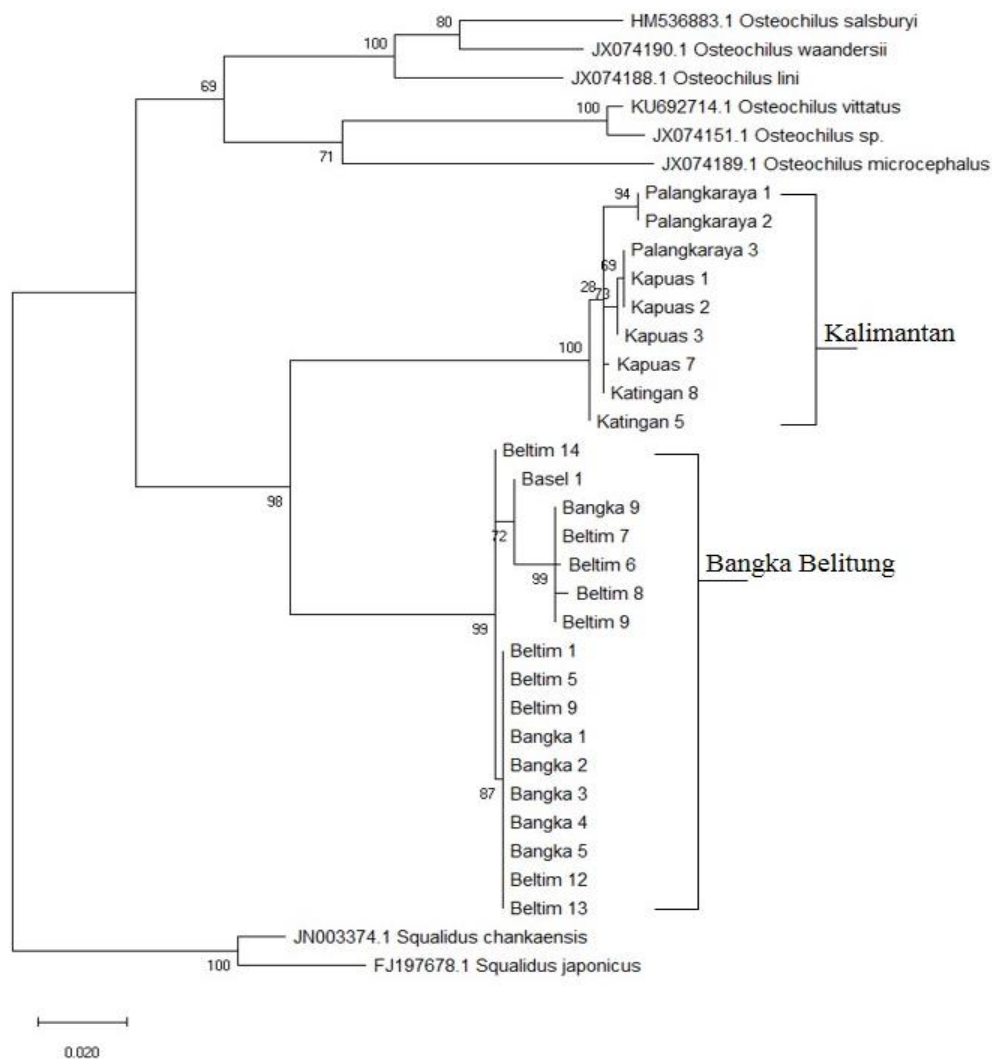 80
HM536883.1 Osteochilus salsburyi
100
JX074190.1 Osteochilus waandersii
69
JX074188.1 Osteochilus lini
100
KU692714.1 Osteochilus vittatus
JX074151.1 Osteochilus sp.
71
JX074189.1 Osteochilus microcephalus
94
Palangkaraya 1
Palangkaraya 2
Palangkaraya 3
69
Kapuas 1
28
73
Kapuas 2
Kapuas 3
Kalimantan
100
Kapuas 7
Katingan 8
Katingan 5
Beltim 14
98
Basel 1
Bangka 9
72
Beltim 7
Beltim 6
Bangka Belitung
99
Beltim 8
Beltim 9
99
Beltim 1
Beltim 5
Beltim 9
Bangka 1
Bangka 2
87
Bangka 3
Bangka 4
Bangka 5
Beltim 12
Beltim 13
JN003374.1 Squalidus chankaensis
100
FJ197678.1 Squalidus japonicus
0.020